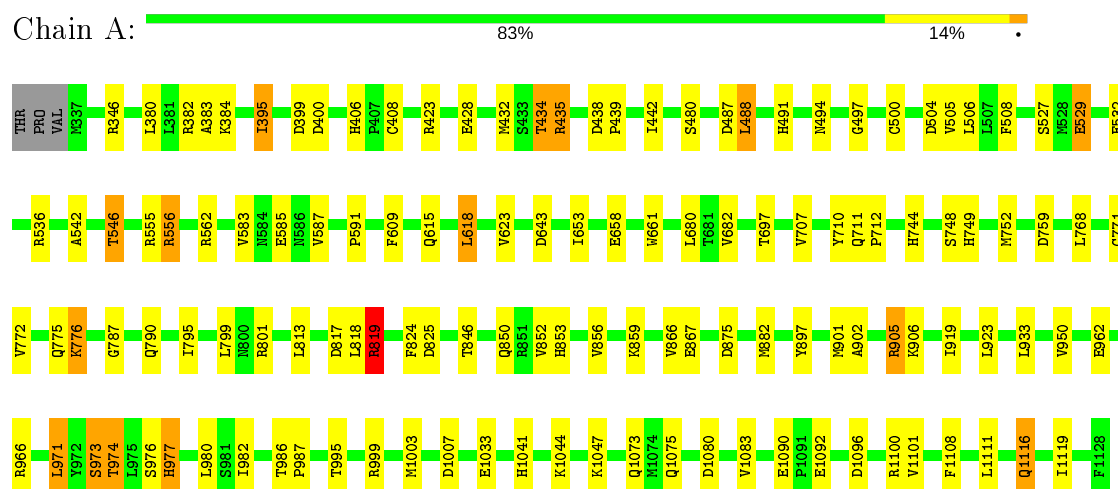 Chain A:
83% 14% •
THR PRO VAL M337 R346 L380 L381 R382 A383 K384 I395 D399 D400 H406 P407 C408 R423 E428 M432 S433 T434 R435 D438 P439 I442 S480 D487 L488 H491 N494 G497 C500 D504 V505 L506 L507 F508 S527 M528 E529
R536 A542 T546 R555 R556 R562 V583 N584 E585 N586 V587 P591 F609 Q615 L618 V623 D643 I653 E658 W661 L680 T681 V682 T697 V707 Y710 Q711 P712 H744 S748 H749 M752 D759 L768
V772 Q775 K776 G787 Q790 I795 L799 N800 R801 L813 D817 L818 R819 F824 D825 T846 Q850 R851 V852 H853 V856 K859 V866 E867 D875 M882 Y897 M901 A902 R905 K906 I919 L923 L933 V950 E962
R966 L971 Y972 S973 T974 L975 S976 H977 L980 S981 I982 T986 P987 T995 R999 M1003 D1007 E1033 H1041 K1044 K1047 Q1073 M1074 Q1075 D1080 V1083 E1090 P1091 E1092 D1096 R1100 V1101 F1108 L1111 Q1116 I1119 F1128